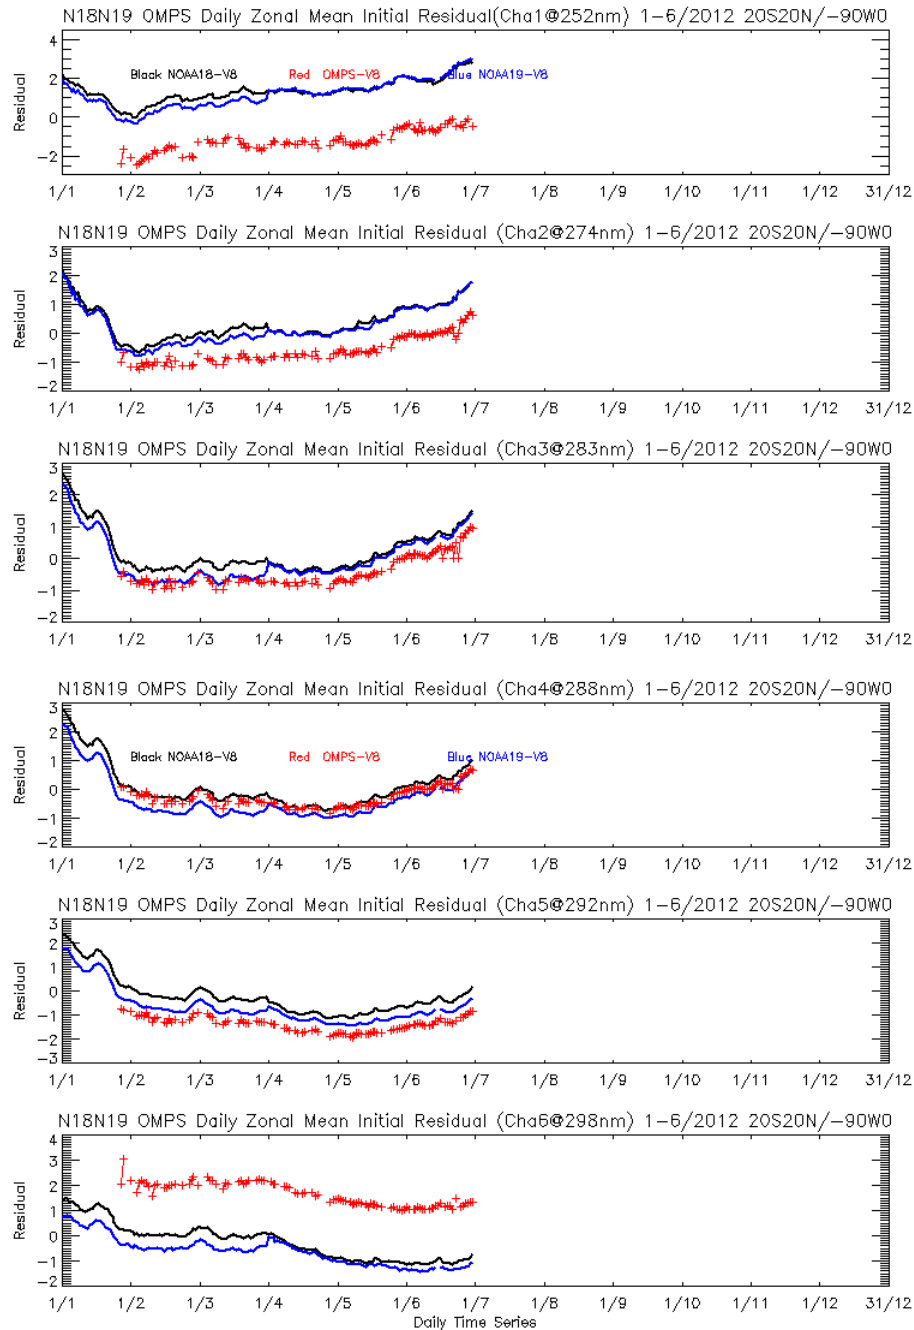 N18N19 OMPS Daily Zonal Mean Initial Residual(Cha1@252nm) 1-6/2012 20S20N/-90W0
4
2
0
-2
Residual
Black NOAA18-V8 Red OMPS-V8 Blue NOAA19-V8
1/1 1/2 1/3 1/4 1/5 1/6 1/7 1/8 1/9 1/10 1/11 1/12 31/12
N18N19 OMPS Daily Zonal Mean Initial Residual (Cha2@274nm) 1-6/2012 20S20N/-90W0
3
2
1
0
-1
-2
Residual
1/1 1/2 1/3 1/4 1/5 1/6 1/7 1/8 1/9 1/10 1/11 1/12 31/12
N18N19 OMPS Daily Zonal Mean Initial Residual (Cha3@283nm) 1-6/2012 20S20N/-90W0
3
2
1
0
-1
-2
Residual
1/1 1/2 1/3 1/4 1/5 1/6 1/7 1/8 1/9 1/10 1/11 1/12 31/12
N18N19 OMPS Daily Zonal Mean Initial Residual (Cha4@288nm) 1-6/2012 20S20N/-90W0
3
2
1
0
-1
-2
Residual
Black NOAA18-V8 Red OMPS-V8 Blue NOAA19-V8
1/1 1/2 1/3 1/4 1/5 1/6 1/7 1/8 1/9 1/10 1/11 1/12 31/12
N18N19 OMPS Daily Zonal Mean Initial Residual (Cha5@292nm) 1-6/2012 20S20N/-90W0
3
2
1
0
-1
-2
-3
Residual
1/1 1/2 1/3 1/4 1/5 1/6 1/7 1/8 1/9 1/10 1/11 1/12 31/12
N18N19 OMPS Daily Zonal Mean Initial Residual (Cha6@298nm) 1-6/2012 20S20N/-90W0
4
3
2
1
0
-1
-2
Residual
1/1 1/2 1/3 1/4 1/5 1/6 1/7 1/8 1/9 1/10 1/11 1/12 31/12
Daily Time Series